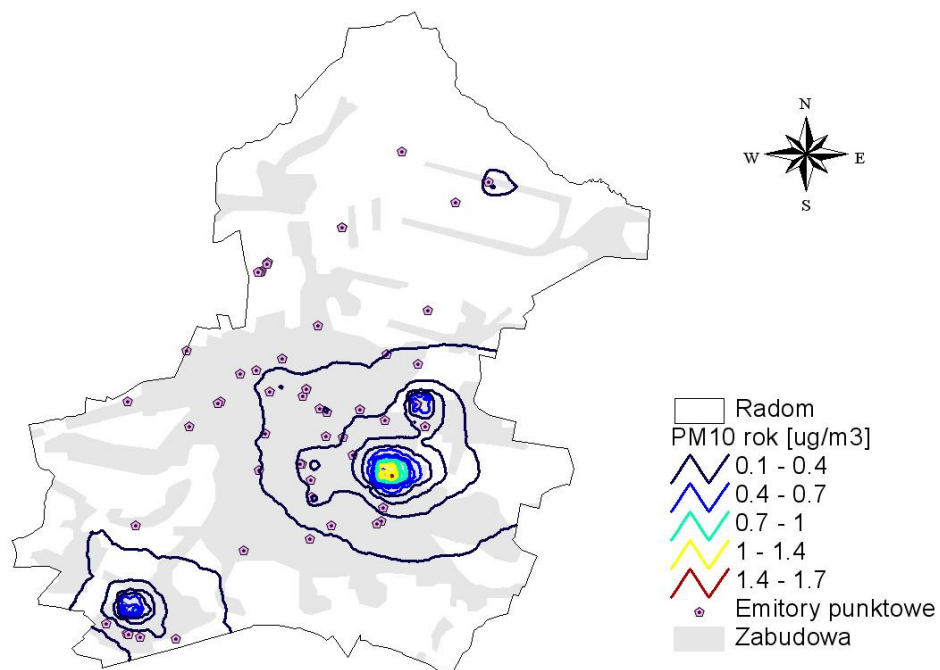 N
W
E
S
Radom
PM10 rok [ug/m3]
0.1 - 0.4
0.4 - 0.7
0.7 - 1
1 - 1.4
1.4 - 1.7
Emitory punktowe
Zabudowa